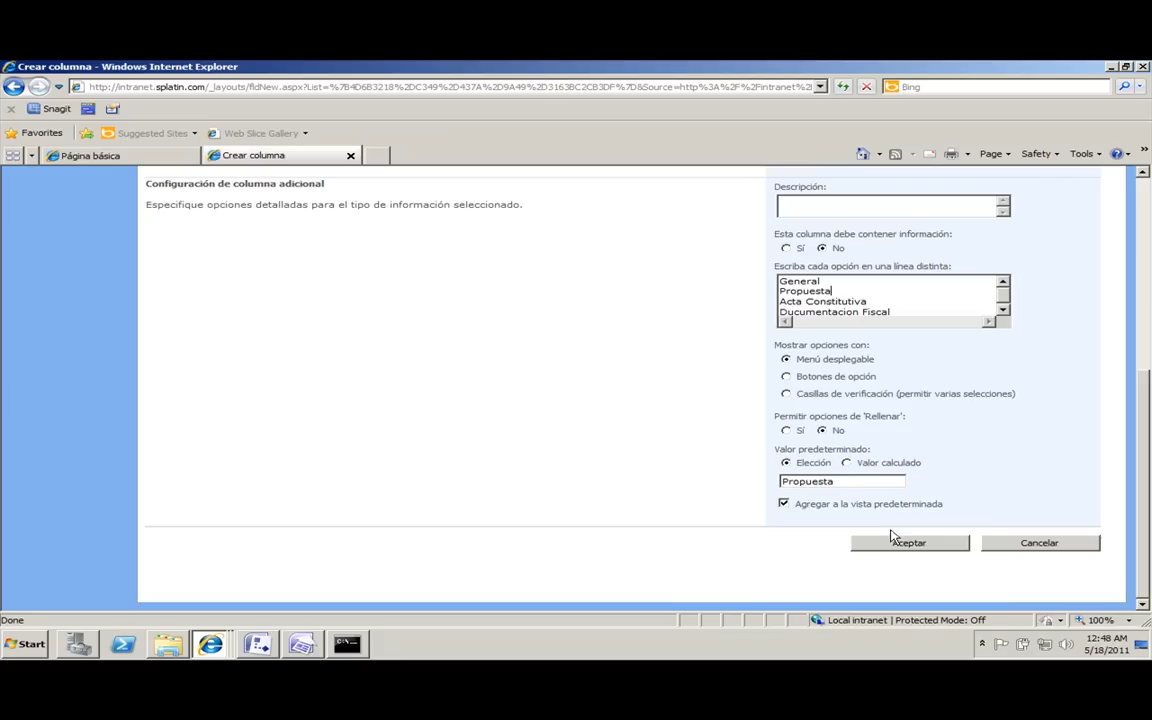 Crear columna - Windows Internet Explorer
http://intranet.splatin.com/_layouts/fldNew.aspx?List=%7B4D6B3218%2DC349%2D437A%2D9A49%2D3163BC2CB3DF%7D&Source=http%3A%2F%2Fintranet%2
Bing
Snagit
Favorites
Suggested Sites
Web Slice Gallery
Página básica
Crear columna
Page
Safety
Tools
Configuración de columna adicional
Especifique opciones detalladas para el tipo de información seleccionado.
Descripción:
Esta columna debe contener información:
Sí
No
Escriba cada opción en una línea distinta:
General
Propuesta
Acta Constitutiva
Ducumentacion Fiscal
Mostrar opciones con:
Menú desplegable
Botones de opción
Casillas de verificación (permitir varias selecciones)
Permitir opciones de 'Rellenar':
Sí
No
Valor predeterminado:
Elección
Valor calculado
Propuesta
Agregar a la vista predeterminada
Aceptar
Cancelar
Done
Local intranet | Protected Mode: Off
100%
Start
12:48 AM
5/18/2011